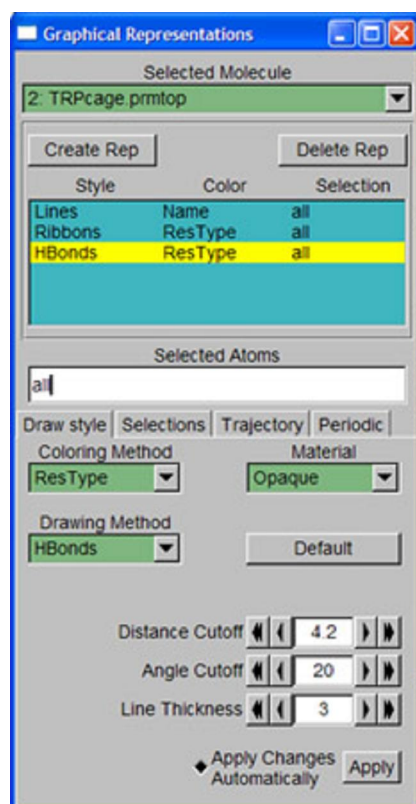 Graphical Representations
Selected Molecule
2: TRPcage.prmtop
Create Rep Delete Rep
Style Color Selection
Lines Name all
Ribbons ResType all
HBonds ResType all
Selected Atoms
all
Draw style Selections Trajectory Periodic
Coloring Method Material
ResType Opaque
Drawing Method
HBonds Default
Distance Cutoff 4.2
Angle Cutoff 20
Line Thickness 3
Apply Changes
Automatically Apply